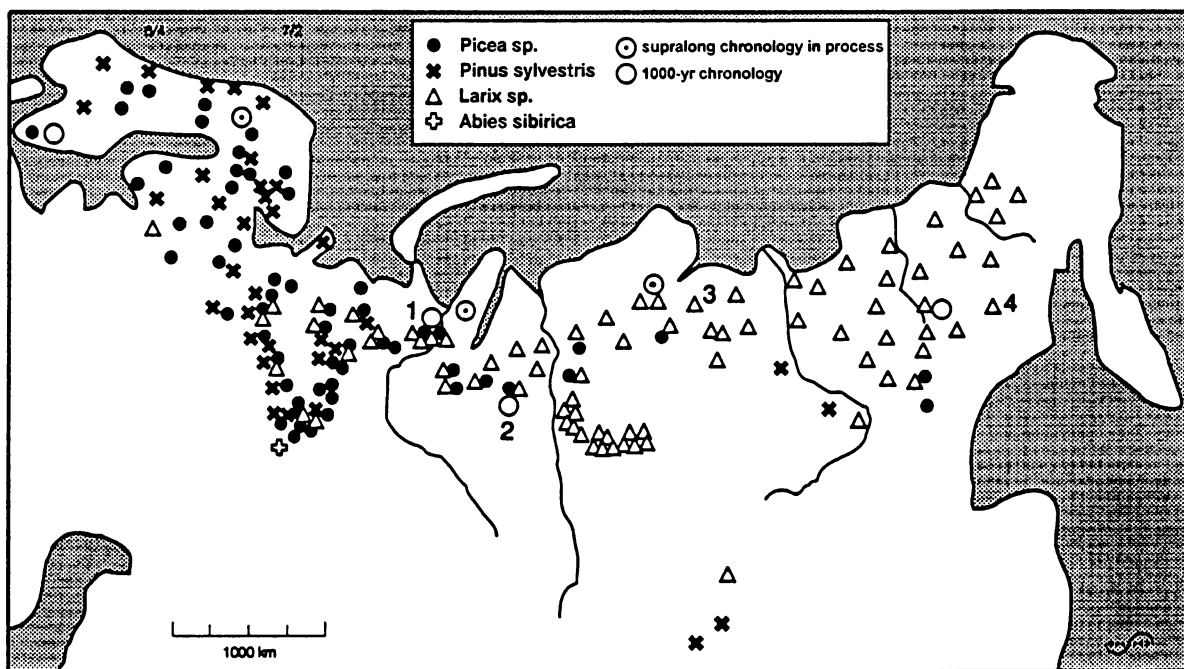 Picea sp.
Pinus sylvestris
Larix sp.
Abies sibirica
supralong chronology in process
1000-yr chronology
1
2
3
4
1000 km